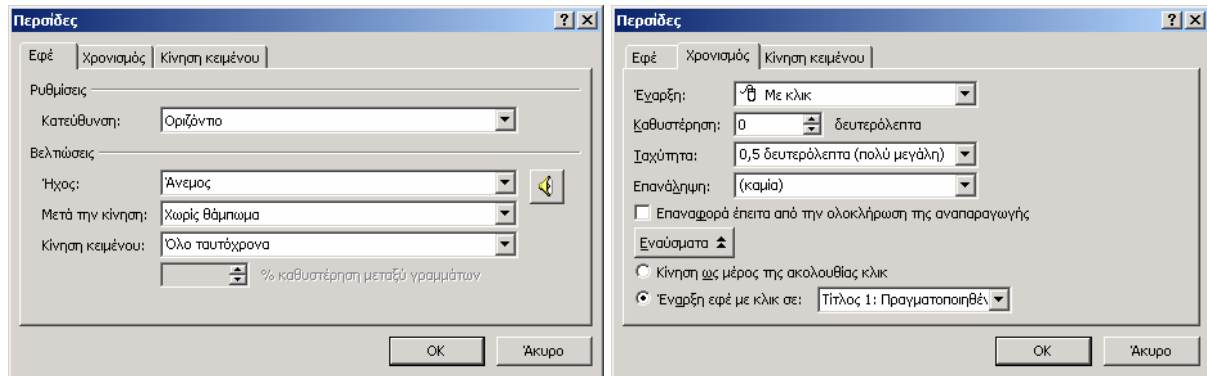 Περσίδες
Εφέ Χρονισμός Κίνηση κειμένου
Ρυθμίσεις
Κατεύθυνση: Οριζόντιο
Βελτιώσεις
Ήχος: Άνεμος
Μετά την κίνηση: Χωρίς θάμπωμα
Κίνηση κειμένου: Όλο ταυτόχρονα
% καθυστέρηση μεταξύ γραμμάτων
OK Άκυρο
Περσίδες
Εφέ Χρονισμός Κίνηση κειμένου
Έναρξη: Με κλικ
Καθυστέρηση: 0 δευτερόλεπτα
Ταχύτητα: 0,5 δευτερόλεπτα (πολύ μεγάλη)
Επανάληψη: (καμία)
Επαναφορά έπειτα από την ολοκλήρωση της αναπαραγωγής
Εναύσματα
Κίνηση ως μέρος της ακολουθίας κλικ
Έναρξη εφέ με κλικ σε: Τίτλος 1: Πραγματοποιηθέν
OK Άκυρο